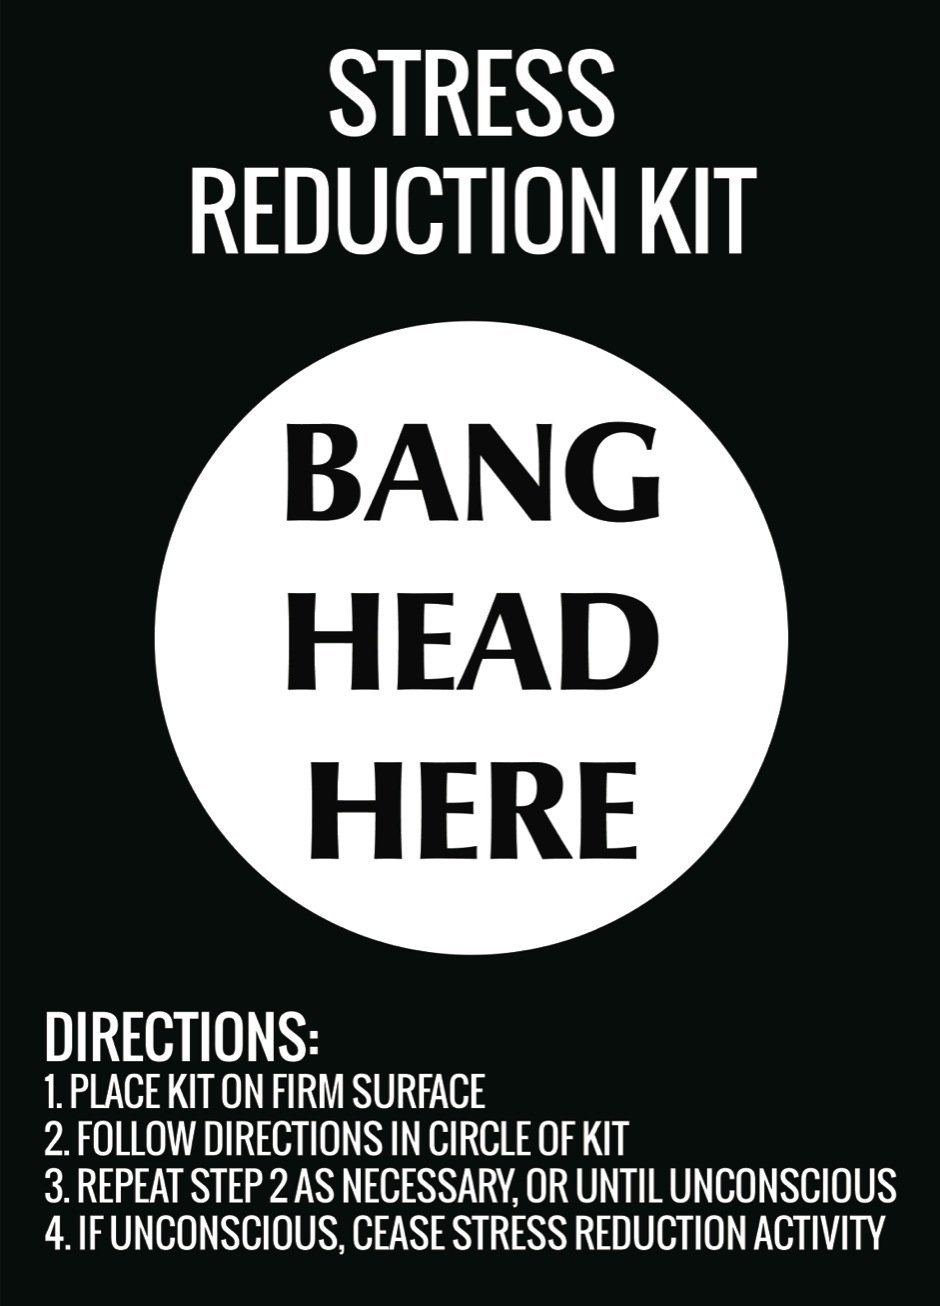 STRESS
REDUCTION KIT
BANG
HEAD
HERE
DIRECTIONS:
1. PLACE KIT ON FIRM SURFACE
2. FOLLOW DIRECTIONS IN CIRCLE OF KIT
3. REPEAT STEP 2 AS NECESSARY, OR UNTIL UNCONSCIOUS
4. IF UNCONSCIOUS, CEASE STRESS REDUCTION ACTIVITY